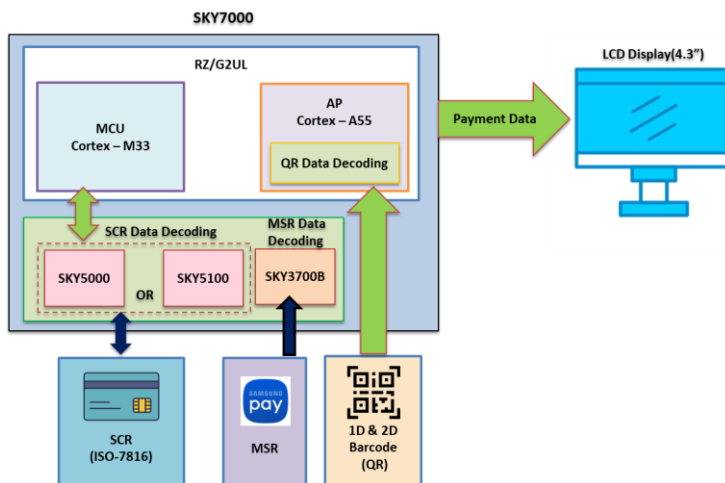 SKY7000
RZ/G2UL
MCU
Cortex – M33
AP
Cortex – A55
QR Data Decoding
Payment Data
LCD Display(4.3”)
SCR Data Decoding
MSR Data
Decoding
SKY5000
OR
SKY5100
SKY3700B
SCR
(ISO-7816)
SAMSUNG
pay
MSR
1D & 2D
Barcode
(QR)